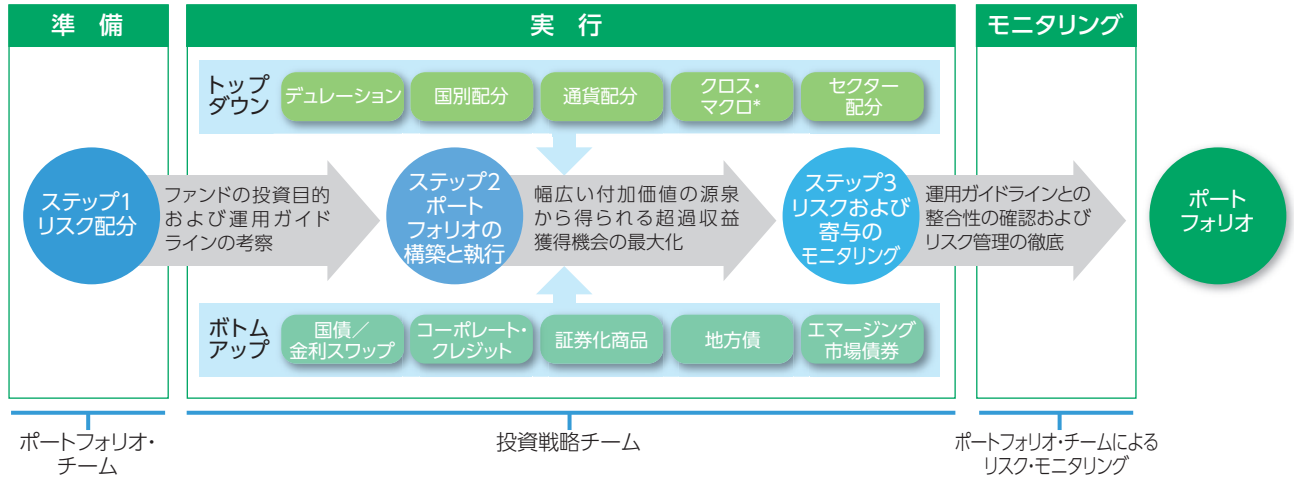 準 備
実 行
モニタリング
トップ
ダウン
デュレーション
国別配分
通貨配分
クロス・
マクロ*
セクター
配分
ステップ1
リスク配分
ファンドの投資目的
および運用ガイド
ラインの考察
ステップ2
ポート
フォリオの
構築と執行
幅広い付加価値の源泉
から得られる超過収益
獲得機会の最大化
ステップ3
リスクおよび
寄与の
モニタリング
運用ガイドラインとの
整合性の確認および
リスク管理の徹底
ポート
フォリオ
ボトム
アップ
国債／
金利スワップ
コーポレート・
クレジット
証券化商品
地方債
エマージング
市場債券
ポートフォリオ・
チーム
投資戦略チーム
ポートフォリオ・チームによる
リスク・モニタリング